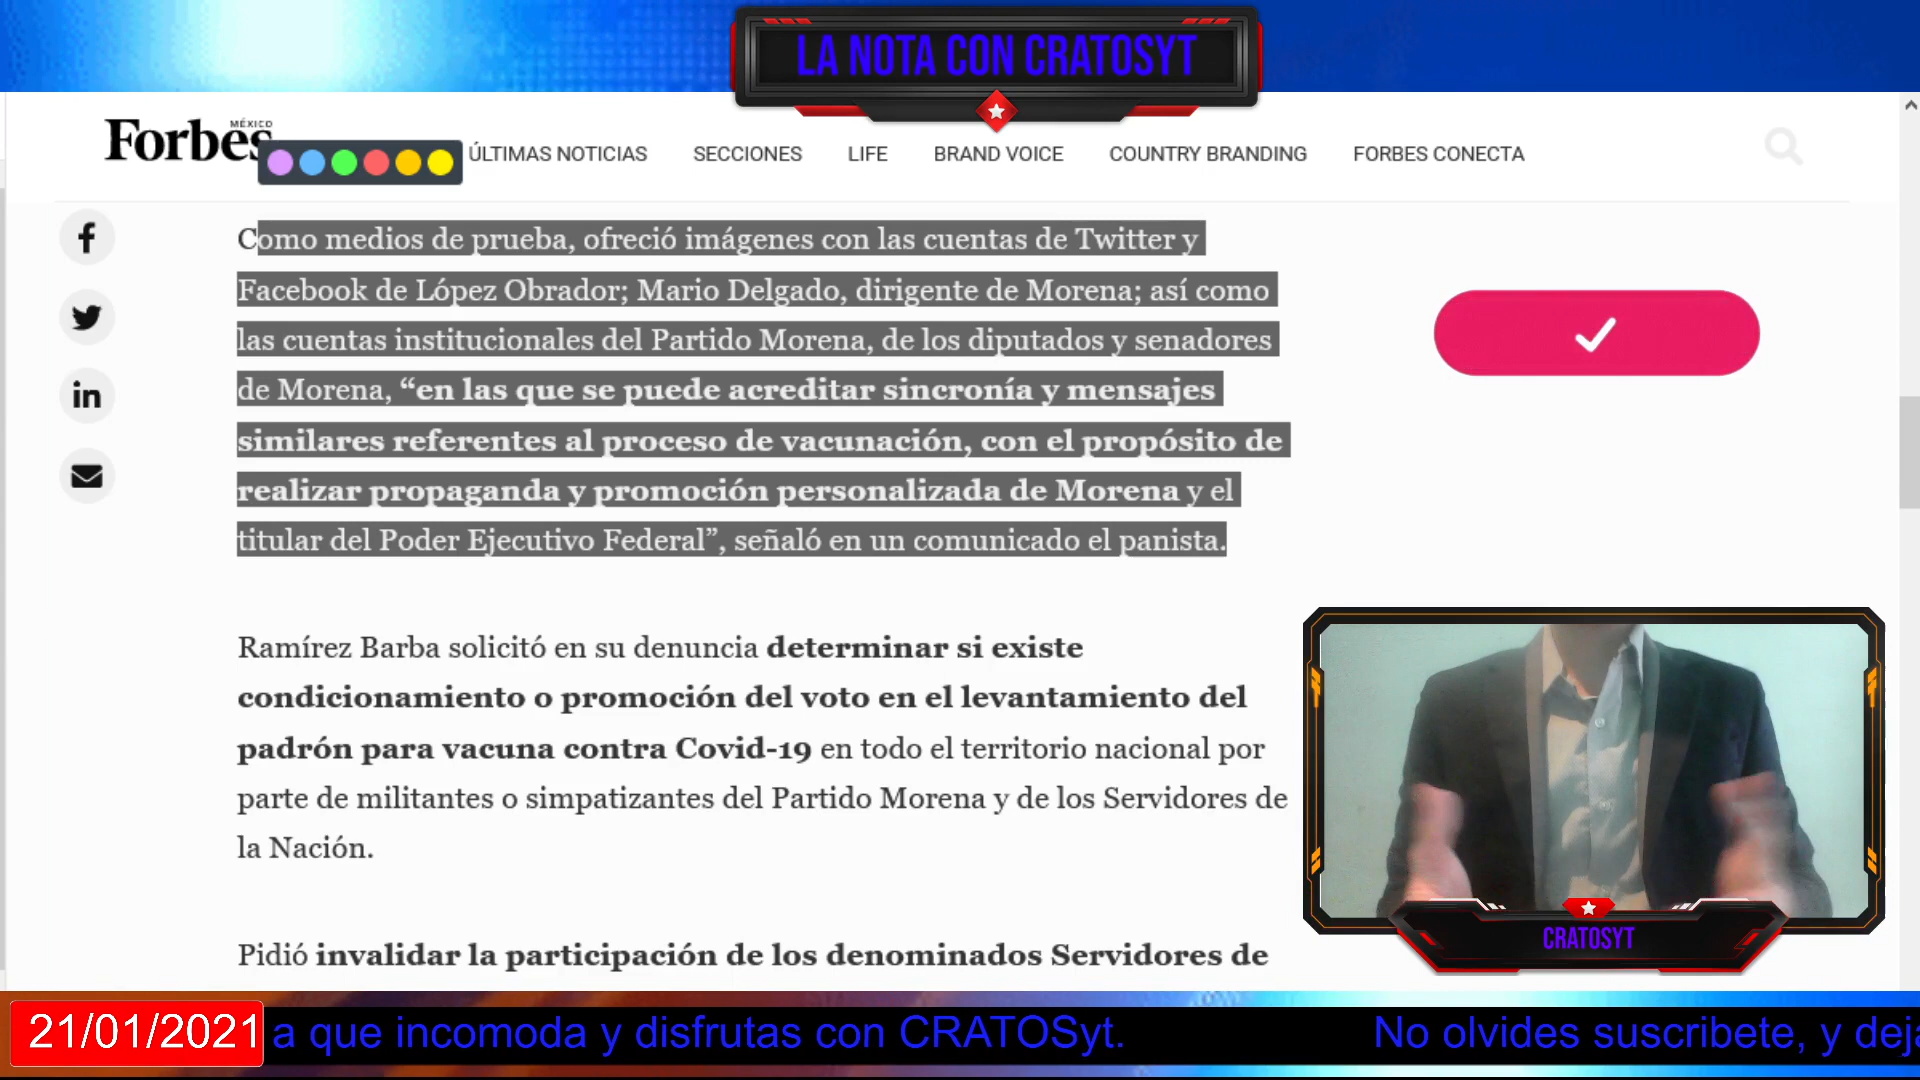 LA NOTA CON CRATOSYT
Forbes
MÉXICO
ÚLTIMAS NOTICIAS
SECCIONES
LIFE
BRAND VOICE
COUNTRY BRANDING
FORBES CONECTA
Como medios de prueba, ofreció imágenes con las cuentas de Twitter y
Facebook de López Obrador; Mario Delgado, dirigente de Morena; así como
las cuentas institucionales del Partido Morena, de los diputados y senadores
de Morena, “en las que se puede acreditar sincronía y mensajes
similares referentes al proceso de vacunación, con el propósito de
realizar propaganda y promoción personalizada de Morena y el
titular del Poder Ejecutivo Federal”, señaló en un comunicado el panista.
Ramírez Barba solicitó en su denuncia determinar si existe
condicionamiento o promoción del voto en el levantamiento del
padrón para vacuna contra Covid-19 en todo el territorio nacional por
parte de militantes o simpatizantes del Partido Morena y de los Servidores de
la Nación.
Pidió invalidar la participación de los denominados Servidores de
CRATOSYT
21/01/2021
a que incomoda y disfrutas con CRATOSyt.
No olvides suscribete, y deja